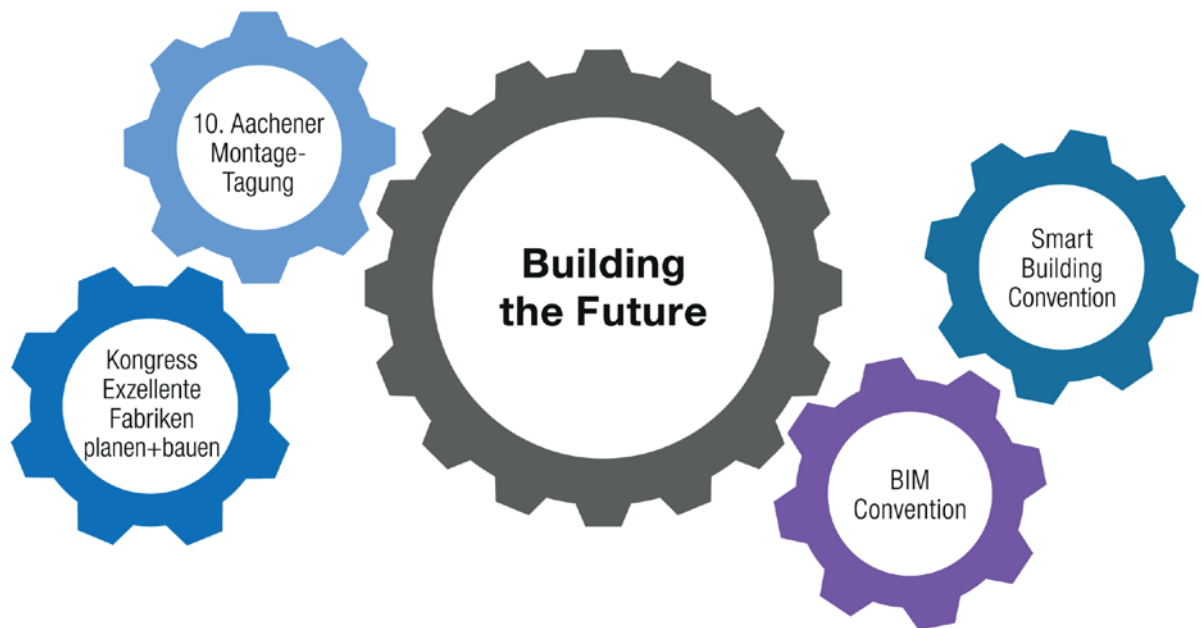 10. Aachener
Montage-
Tagung
Kongress
Exzellente
Fabriken
planen+bauen
Building
the Future
Smart
Building
Convention
BIM
Convention